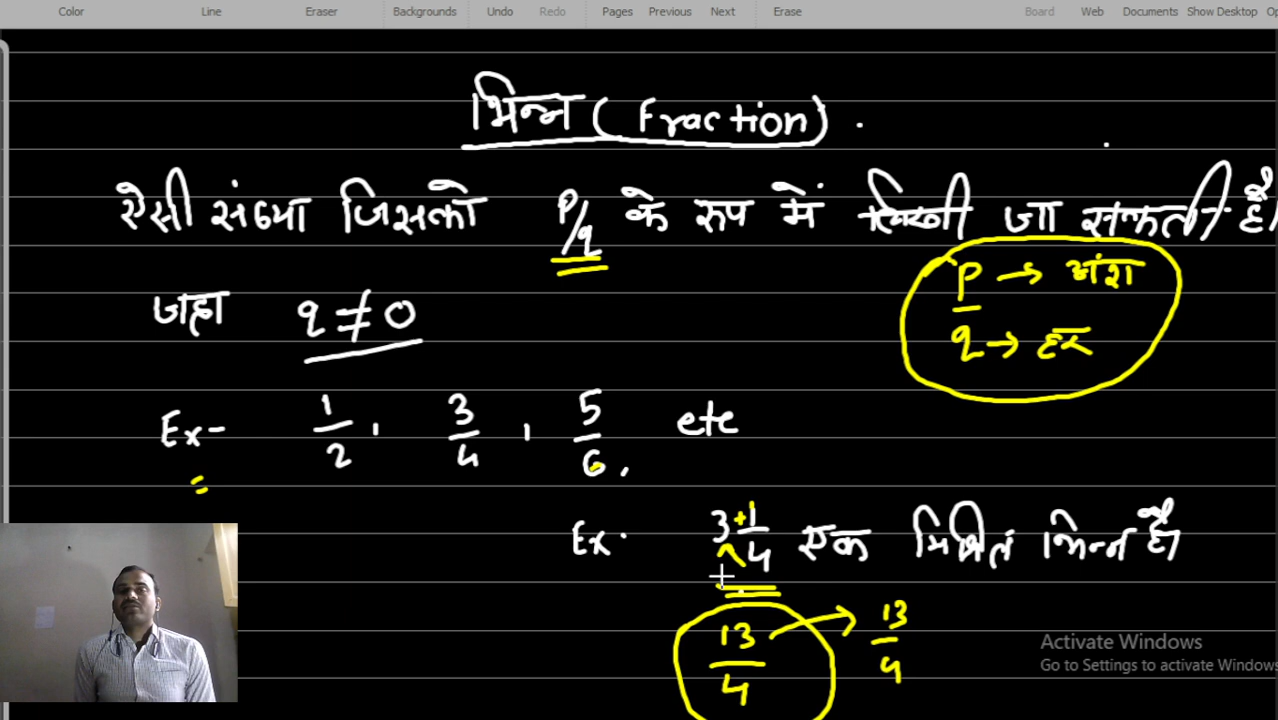 Color Line Eraser Backgrounds Undo Redo Pages Previous Next Erase Board Web Documents Show Desktop Op
भिन्न ( Fraction ) .
ऐसी संख्या जिसको P/q के रूप में लिखी जा सकती है।
P → अंश
जहा q ≠ 0
q → हर
Ex- 1/2 , 3/4 , 5/6 , etc
Ex. 3+1/4 एक मिश्रित भिन्न है।
13/4 → 13/4
Activate Windows
Go to Settings to activate Windows